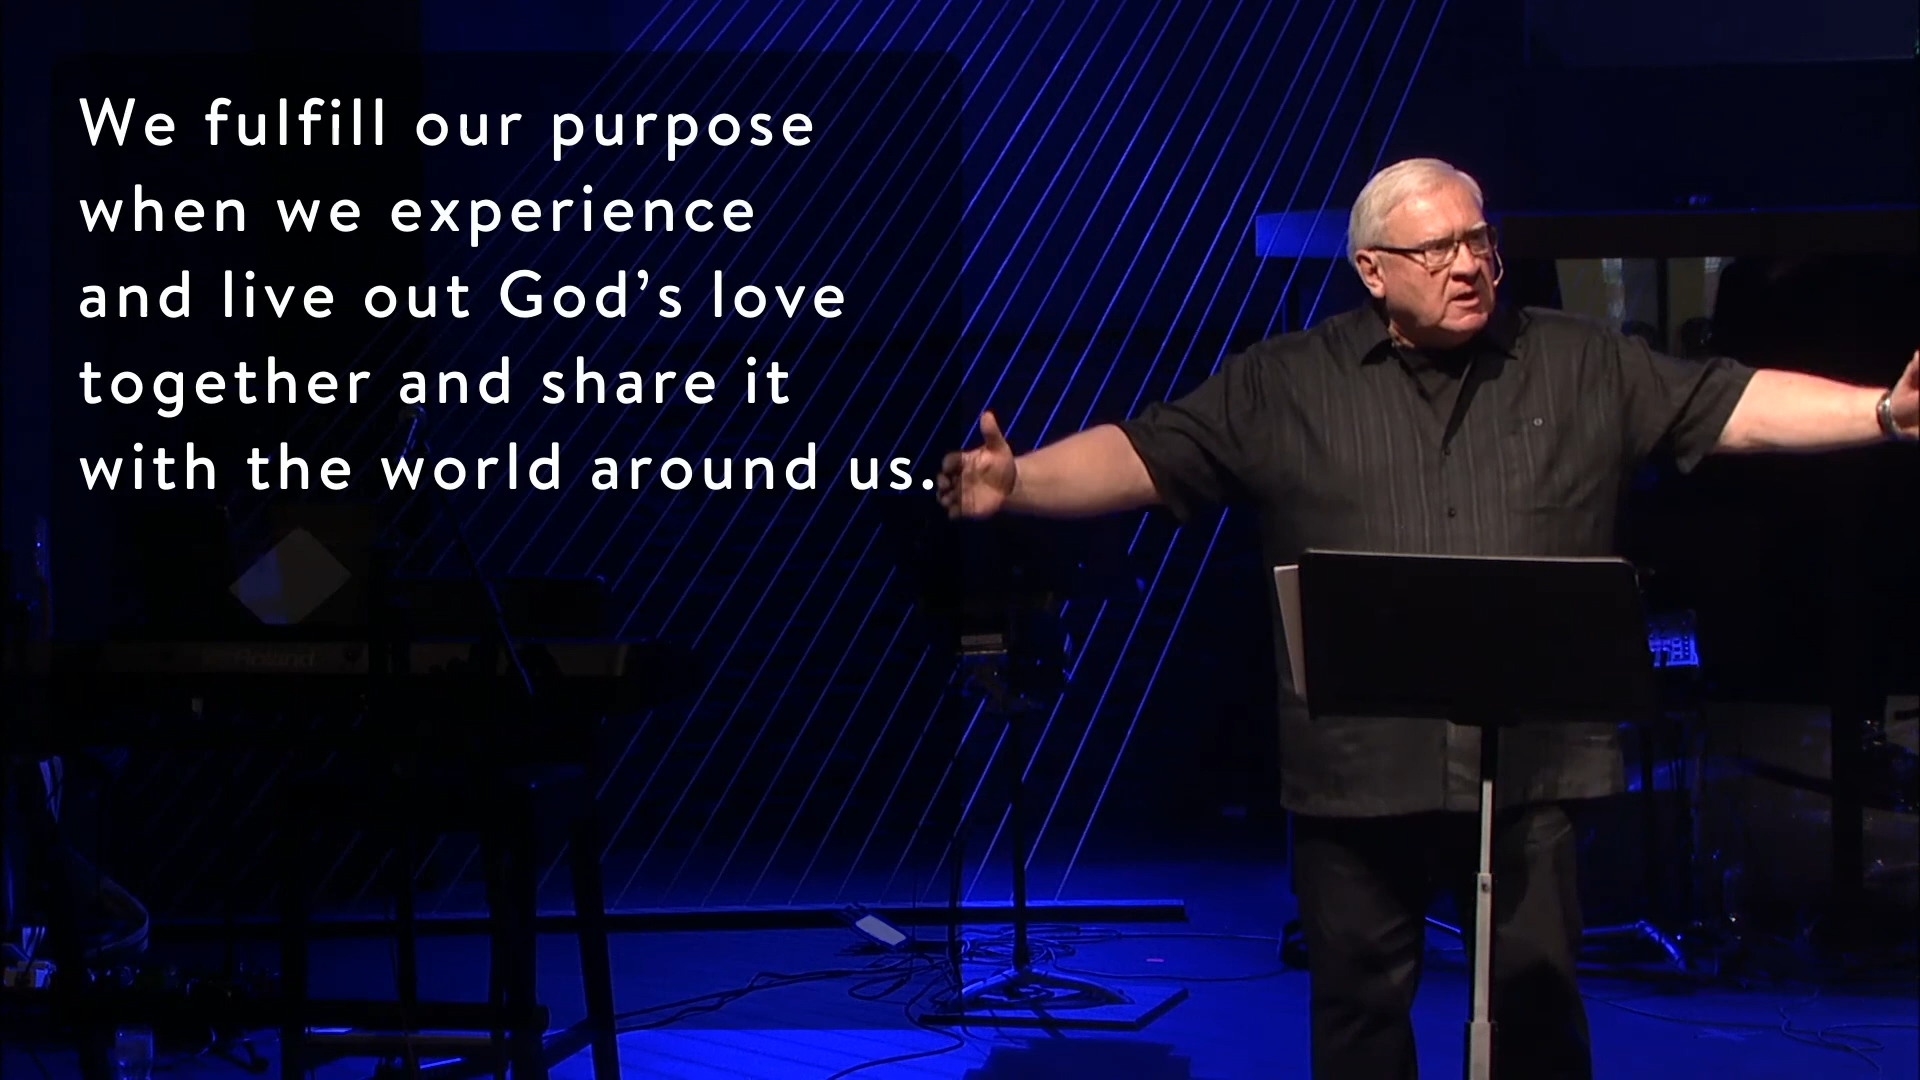 We fulfill our purpose
when we experience
and live out God’s love
together and share it
with the world around us.
Roland